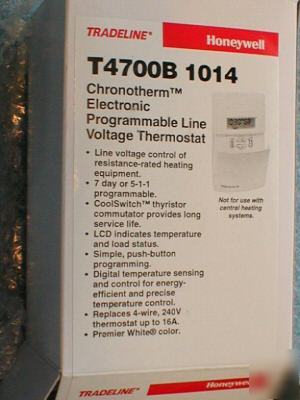 TRADELINE®
Honeywell
T4700B 1014
Chronotherm™
Electronic
Programmable Line
Voltage Thermostat
• Line voltage control of
resistance-rated heating
equipment.
• 7 day or 5-1-1
programmable.
• CoolSwitch™ thyristor
commutator provides long
service life.
• LCD indicates temperature
and load status.
• Simple, push-button
programming.
• Digital temperature sensing
and control for energy-
efficient and precise
temperature control.
• Replaces 4-wire, 240V
thermostat up to 16A.
• Premier White® color.
Not for use with
central heating
systems.
TRADELINE®
Honeywell